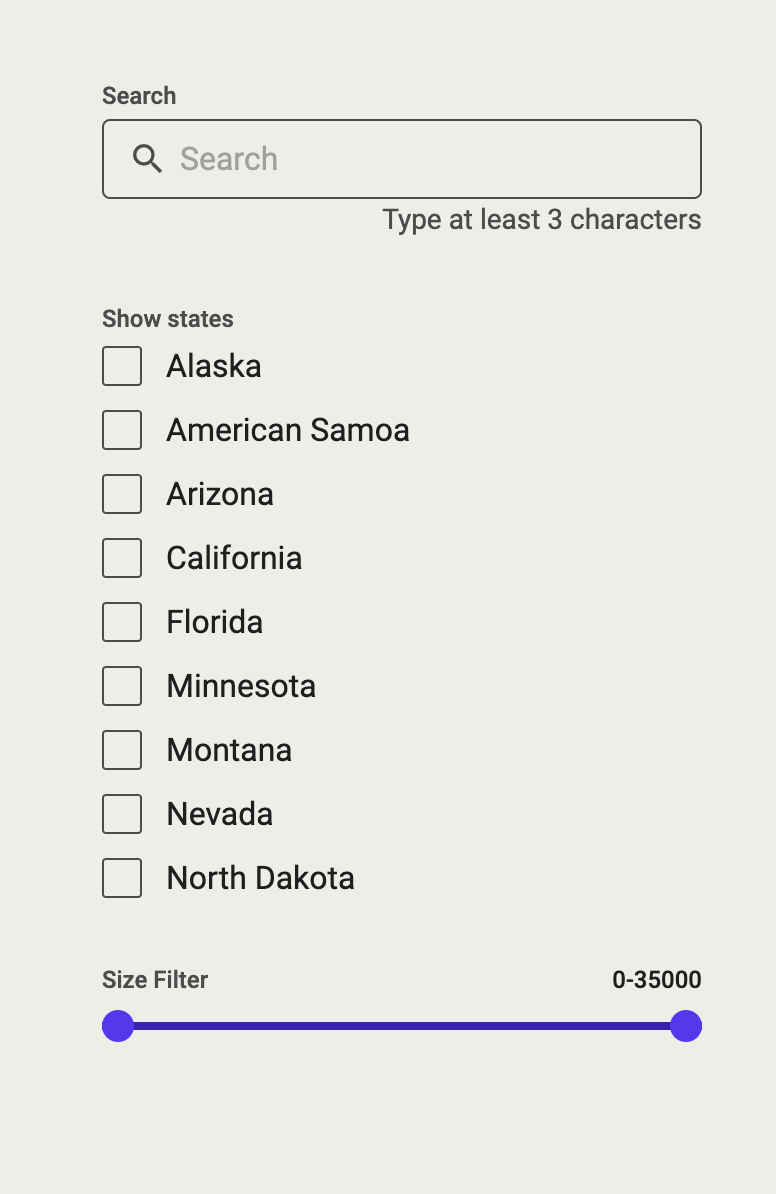 Search
Search
Type at least 3 characters
Show states
Alaska
American Samoa
Arizona
California
Florida
Minnesota
Montana
Nevada
North Dakota
Size Filter 0-35000